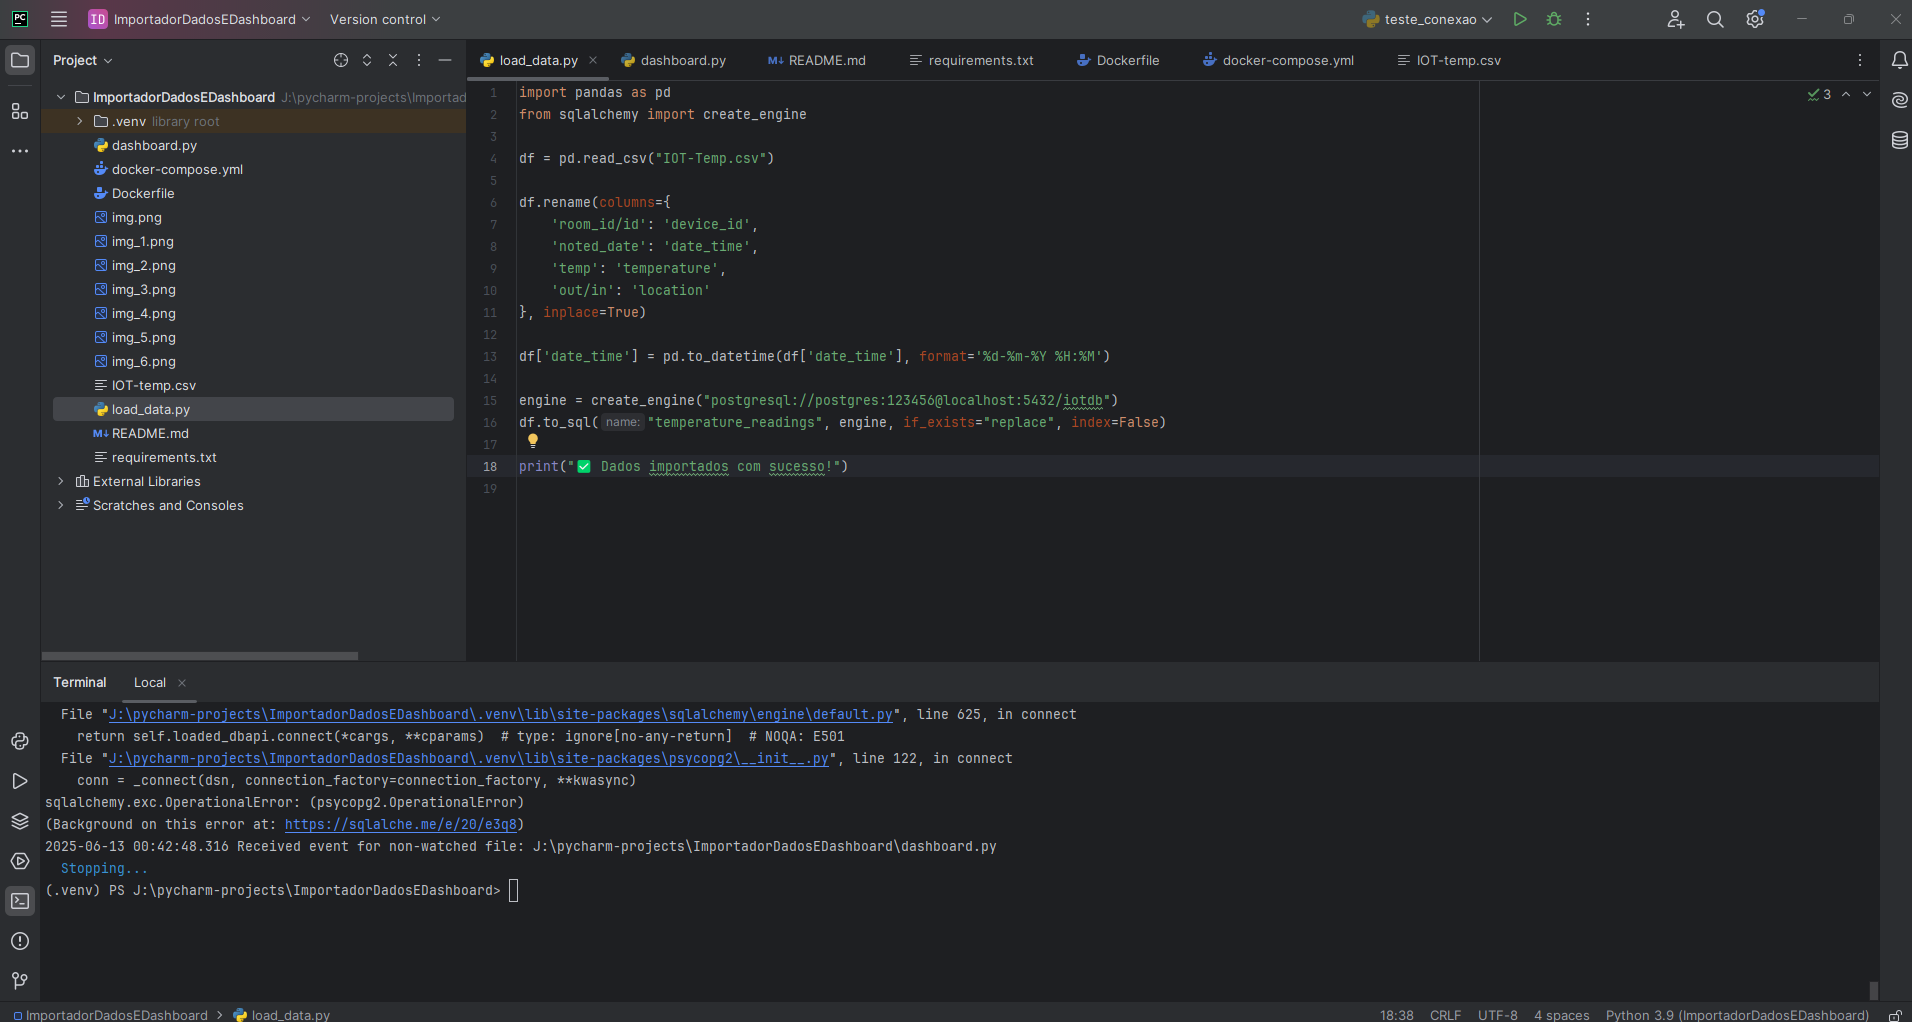 PC
ID ImportadorDadosEDashboard Version control teste_conexao
Project
load_data.py dashboard.py M↓ README.md requirements.txt Dockerfile docker-compose.yml IOT-temp.csv
ImportadorDadosEDashboard J:\pycharm-projects\Importad
.venv library root
dashboard.py
docker-compose.yml
Dockerfile
img.png
img_1.png
img_2.png
img_3.png
img_4.png
img_5.png
img_6.png
IOT-temp.csv
load_data.py
M↓ README.md
requirements.txt
External Libraries
Scratches and Consoles
3
1 import pandas as pd
2 from sqlalchemy import create_engine
3
4 df = pd.read_csv("IOT-Temp.csv")
5
6 df.rename(columns={
7 'room_id/id': 'device_id',
8 'noted_date': 'date_time',
9 'temp': 'temperature',
10 'out/in': 'location'
11 }, inplace=True)
12
13 df['date_time'] = pd.to_datetime(df['date_time'], format='%d-%m-%Y %H:%M')
14
15 engine = create_engine("postgresql://postgres:123456@localhost:5432/iotdb")
16 df.to_sql( name: "temperature_readings", engine, if_exists="replace", index=False)
17
18 print("✅ Dados importados com sucesso!")
19
Terminal Local
File "J:\pycharm-projects\ImportadorDadosEDashboard\.venv\lib\site-packages\sqlalchemy\engine\default.py", line 625, in connect
return self.loaded_dbapi.connect(*cargs, **cparams)  # type: ignore[no-any-return]  # NOQA: E501
File "J:\pycharm-projects\ImportadorDadosEDashboard\.venv\lib\site-packages\psycopg2\__init__.py", line 122, in connect
conn = _connect(dsn, connection_factory=connection_factory, **kwasync)
sqlalchemy.exc.OperationalError: (psycopg2.OperationalError)
(Background on this error at: https://sqlalche.me/e/20/e3q8)
2025-06-13 00:42:48.316 Received event for non-watched file: J:\pycharm-projects\ImportadorDadosEDashboard\dashboard.py
Stopping...
(.venv) PS J:\pycharm-projects\ImportadorDadosEDashboard>
ImportadorDadosEDashboard > load_data.py 18:38 CRLF UTF-8 4 spaces Python 3.9 (ImportadorDadosEDashboard)